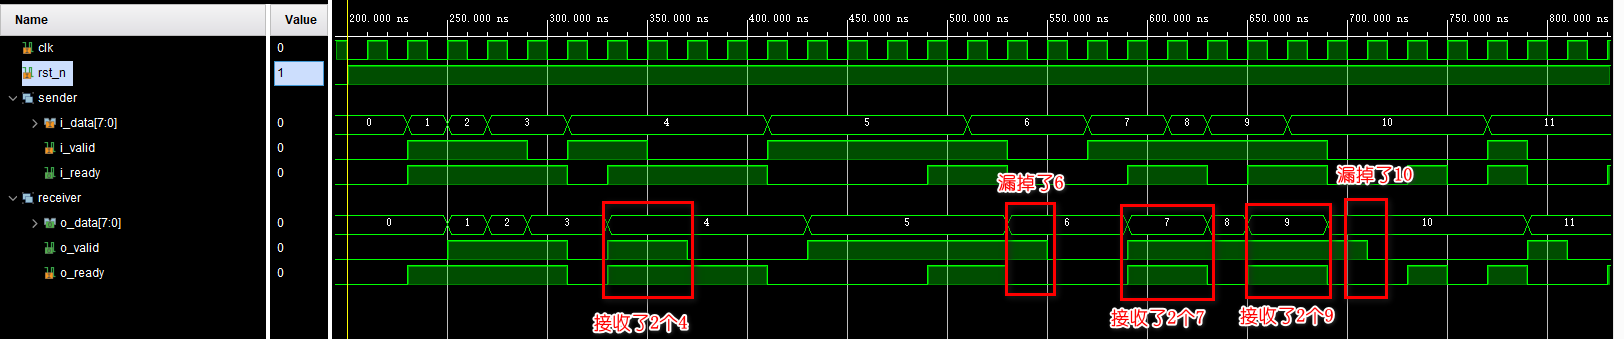 Name Value
200.000 ns 250.000 ns 300.000 ns 350.000 ns 400.000 ns 450.000 ns 500.000 ns 550.000 ns 600.000 ns 650.000 ns 700.000 ns 750.000 ns 800.000 ns
clk 0
rst_n 1
sender
i_data[7:0] 0 0 1 2 3 4 5 6 7 8 9 10 11
i_valid 0
i_ready 0
漏掉了6 漏掉了10
receiver
o_data[7:0] 0 0 1 2 3 4 5 6 7 8 9 10 11
o_valid 0
o_ready 0
接收了2个4 接收了2个7 接收了2个9